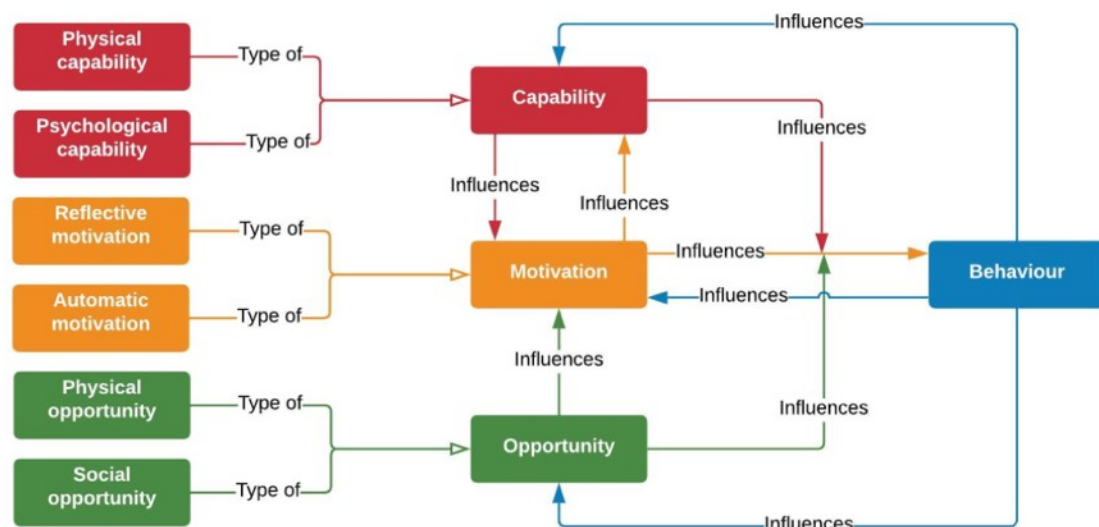 Influences
Physical
capability
Type of
Capability
Influences
Psychological
capability
Type of
Influences
Influences
Reflective
motivation
Type of
Motivation
Influences
Behaviour
Influences
Automatic
motivation
Type of
Influences
Physical
opportunity
Type of
Influences
Opportunity
Social
opportunity
Type of
Influences